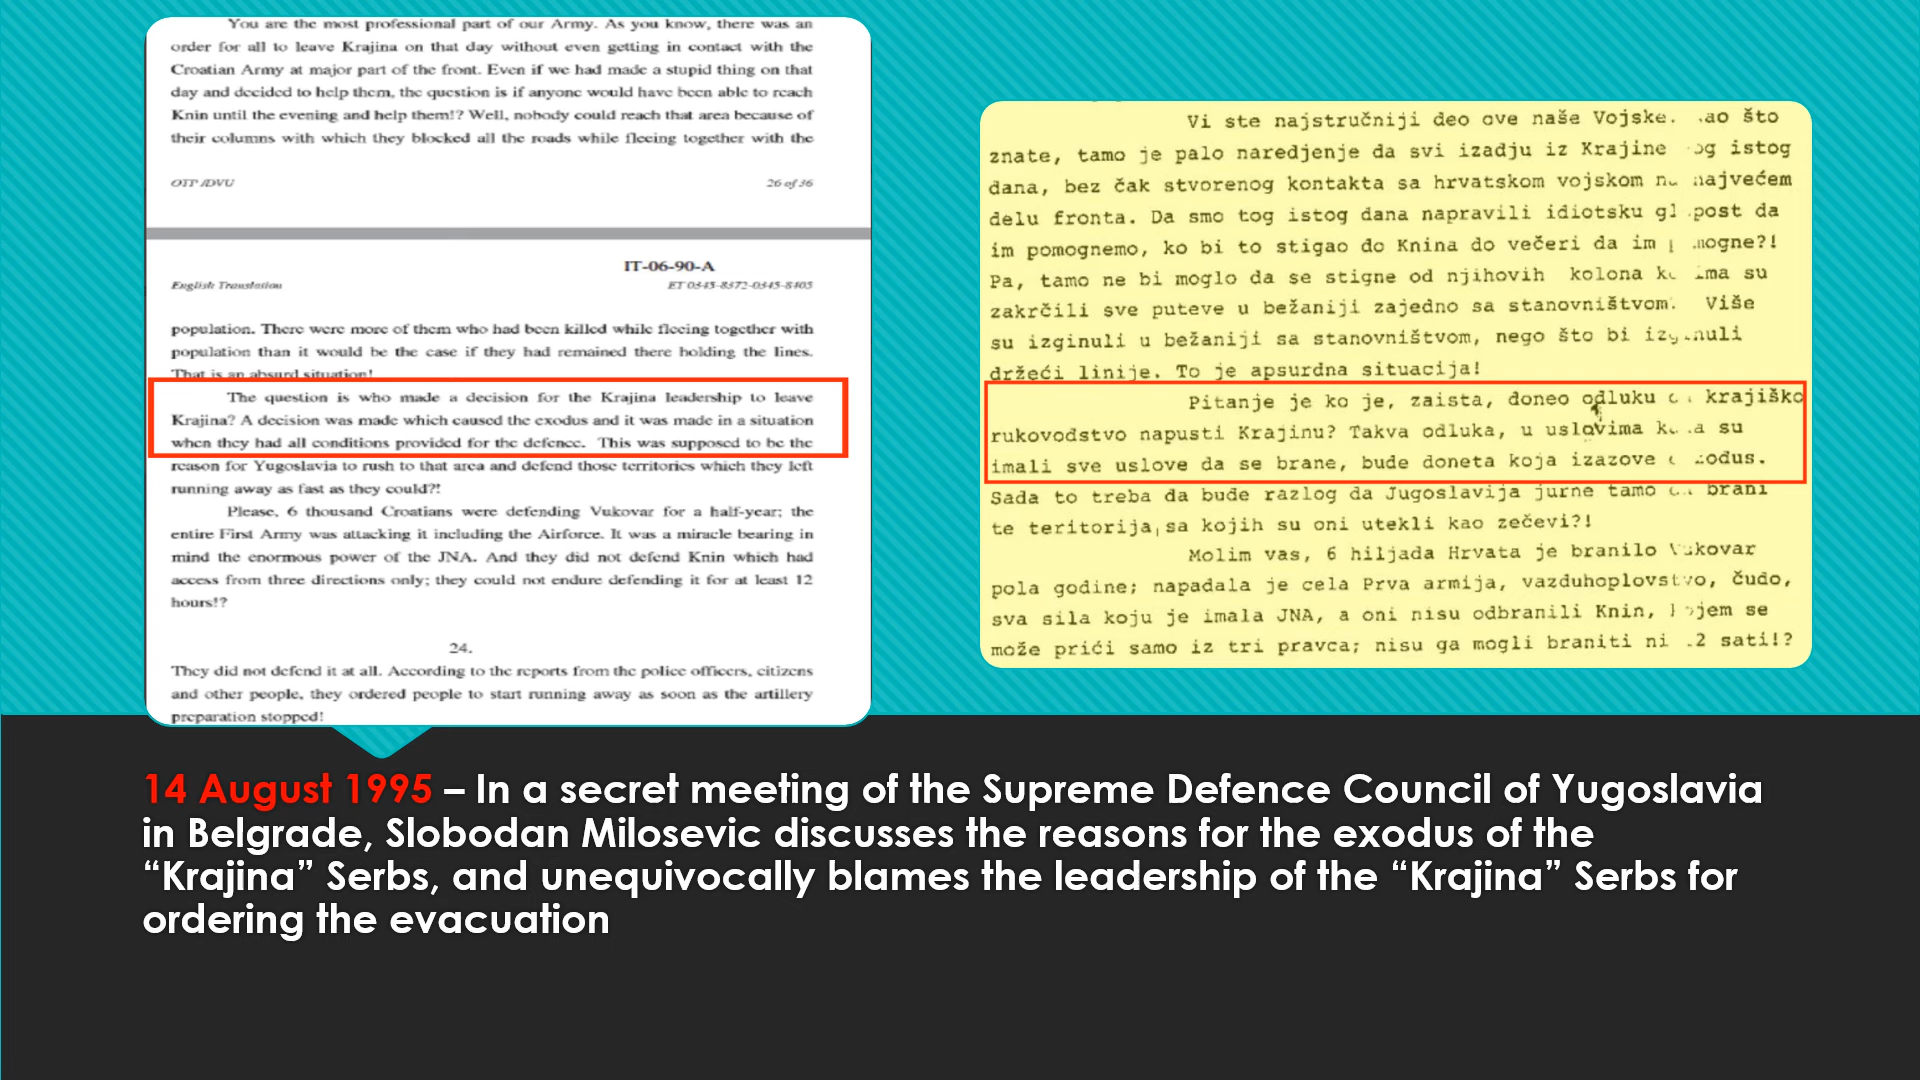 You are the most professional part of our Army. As you know, there was an
order for all to leave Krajina on that day without even getting in contact with the
Croatian Army at major part of the front. Even if we had made a stupid thing on that
day and decided to help them, the question is if anyone would have been able to reach
Knin until the evening and help them!? Well, nobody could reach that area because of
their columns with which they blocked all the roads while fleeing together with the
OTP /DVU
26 of 36
IT-06-90-A
English Translation
ET 0345-8372-0345-8405
population. There were more of them who had been killed while fleeing together with
population than it would be the case if they had remained there holding the lines.
That is an absurd situation!
The question is who made a decision for the Krajina leadership to leave
Krajina? A decision was made which caused the exodus and it was made in a situation
when they had all conditions provided for the defence. This was supposed to be the
reason for Yugoslavia to rush to that area and defend those territories which they left
running away as fast as they could?!
Please, 6 thousand Croatians were defending Vukovar for a half-year; the
entire First Army was attacking it including the Airforce. It was a miracle bearing in
mind the enormous power of the JNA. And they did not defend Knin which had
access from three directions only; they could not endure defending it for at least 12
hours!?
24.
They did not defend it at all. According to the reports from the police officers, citizens
and other people, they ordered people to start running away as soon as the artillery
preparation stopped!
Vi ste najstručniji deo ove naše Vojske. ao što
znate, tamo je palo naredjenje da svi izadju iz Krajine og istog
dana, bez čak stvorenog kontakta sa hrvatskom vojskom na najvećem
delu fronta. Da smo tog istog dana napravili idiotsku gl post da
im pomognemo, ko bi to stigao do Knina do večeri da im mogne?!
Pa, tamo ne bi moglo da se stigne od njihovih kolona k ma su
zakrčili sve puteve u bežaniji zajedno sa stanovništvom. Više
su izginuli u bežaniji sa stanovništvom, nego što bi izginuli
držeći linije. To je apsurdna situacija!
Pitanje je ko je, zaista, doneo odluku krajiško
rukovodstvo napusti Krajinu? Takva odluka, u uslovima k a su
imali sve uslove da se brane, bude doneta koja izazove zodus.
Sada to treba da bude razlog da Jugoslavija jurne tamo brani
te teritorija, sa kojih su oni utekli kao zečevi?!
Molim vas, 6 hiljada Hrvata je branilo Vukovar
pola godine; napadala je cela Prva armija, vazduhoplovstvo, čudo,
sva sila koju je imala JNA, a oni nisu odbranili Knin, kojem se
može prići samo iz tri pravca; nisu ga mogli braniti ni 2 sati!?
14 August 1995 – In a secret meeting of the Supreme Defence Council of Yugoslavia
in Belgrade, Slobodan Milosevic discusses the reasons for the exodus of the
“Krajina” Serbs, and unequivocally blames the leadership of the “Krajina” Serbs for
ordering the evacuation